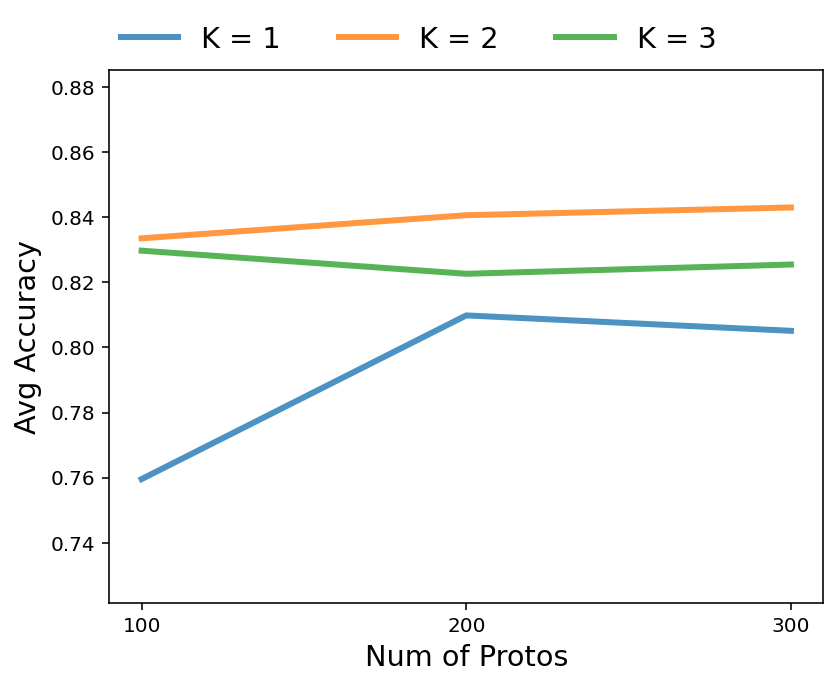 K = 1 K = 2 K = 3
0.88
0.86
0.84
0.82
0.80
0.78
0.76
0.74
Avg Accuracy
100 200 300
Num of Protos